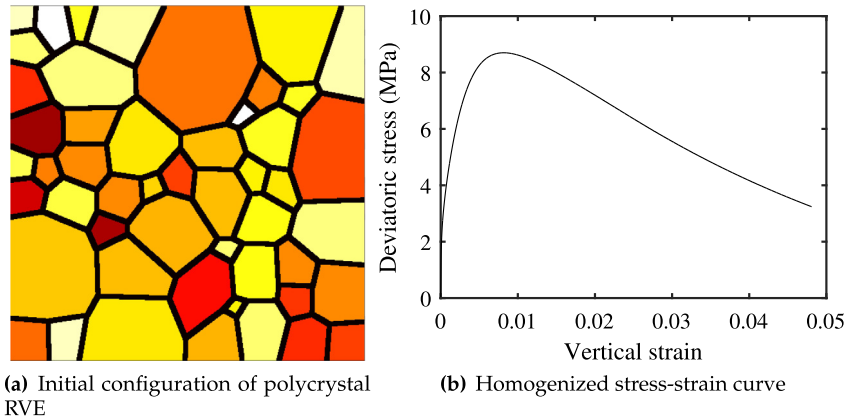 10
8
6
4
2
0
Deviatoric stress (MPa)
0
0.01
0.02
0.03
0.04
0.05
Vertical strain
(a) Initial configuration of polycrystal
RVE
(b) Homogenized stress-strain curve